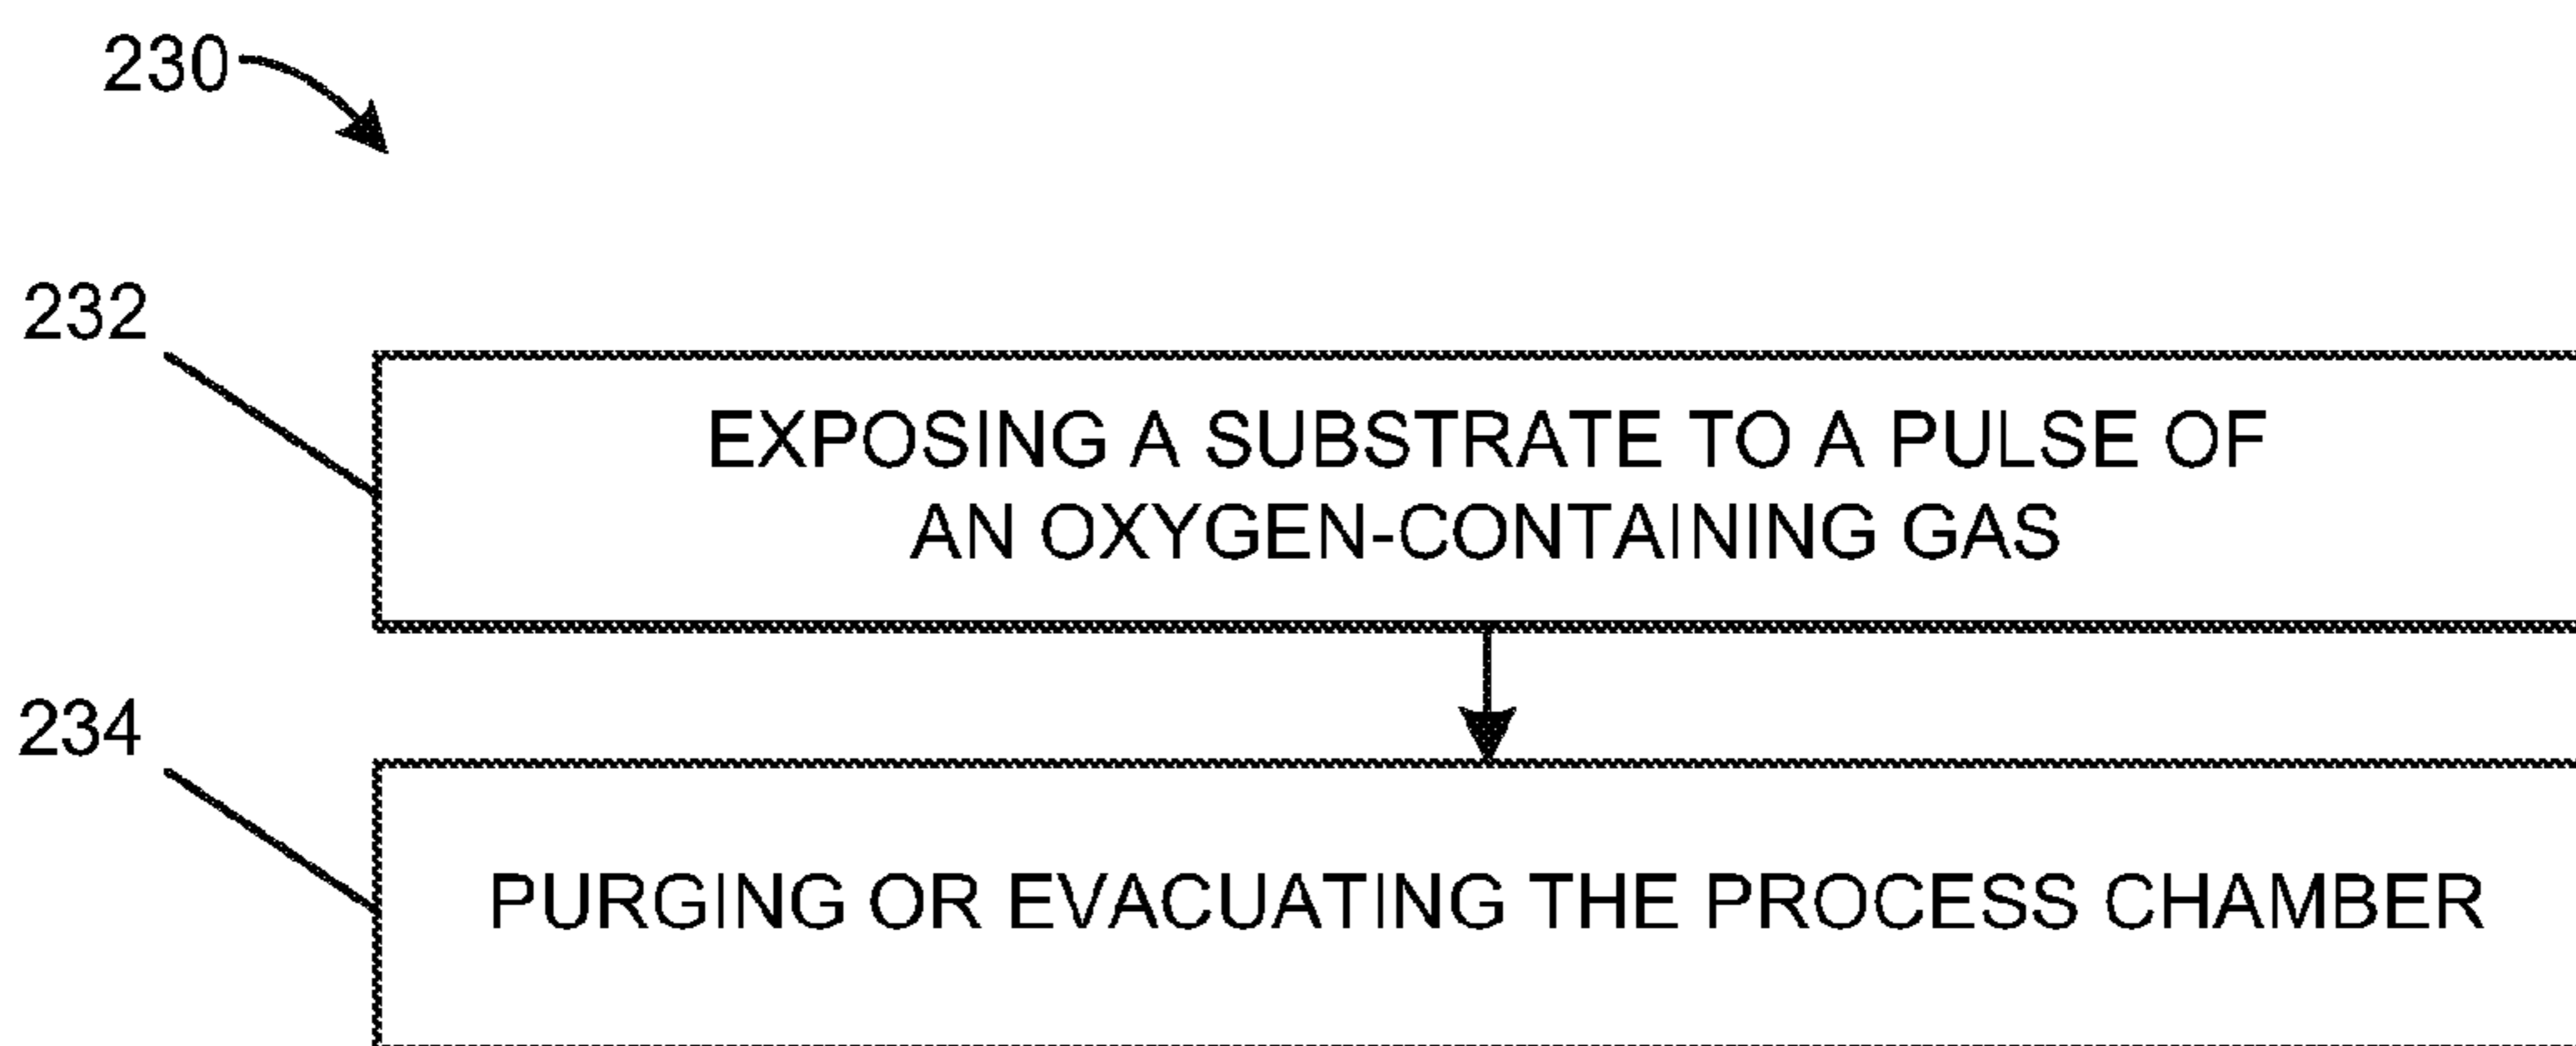 230
232
EXPOSING A SUBSTRATE TO A PULSE OF
AN OXYGEN-CONTAINING GAS
234
PURGING OR EVACUATING THE PROCESS CHAMBER